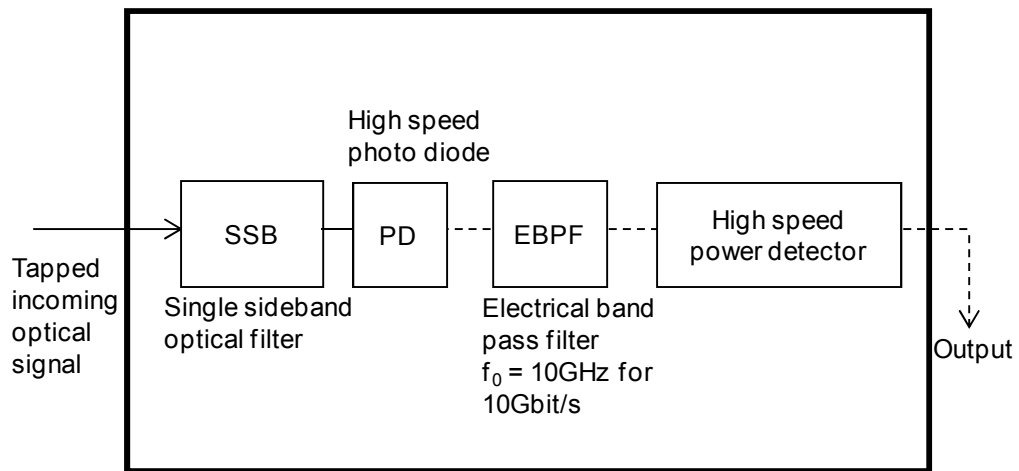 High speed
photo diode
SSB
PD
EBPF
High speed
power detector
Tapped
incoming
optical
signal
Single sideband
optical filter
Electrical band
pass filter
f₀ = 10GHz for
10Gbit/s
Output